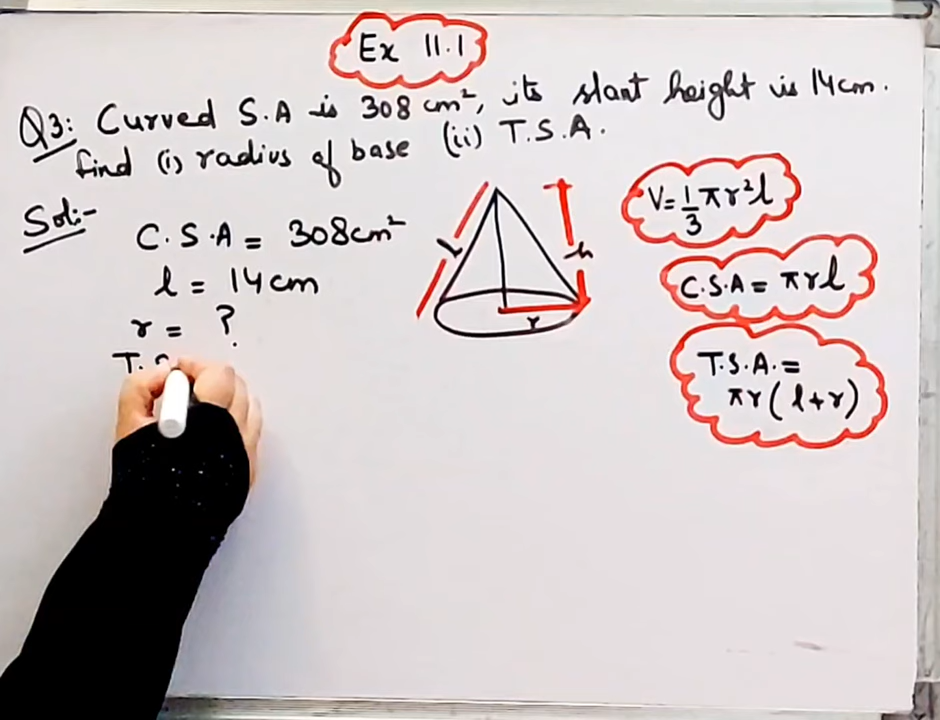 Ex 11.1
Q3: Curved S.A is 308 cm², its slant height is 14cm.
find (i) radius of base (ii) T.S.A.
Sol:-
C.S.A = 308cm²
l = 14cm
r = ?
T.S
l
h
r
V = 1/3 πr²l
C.S.A = πrl
T.S.A. =
πr(l+r)